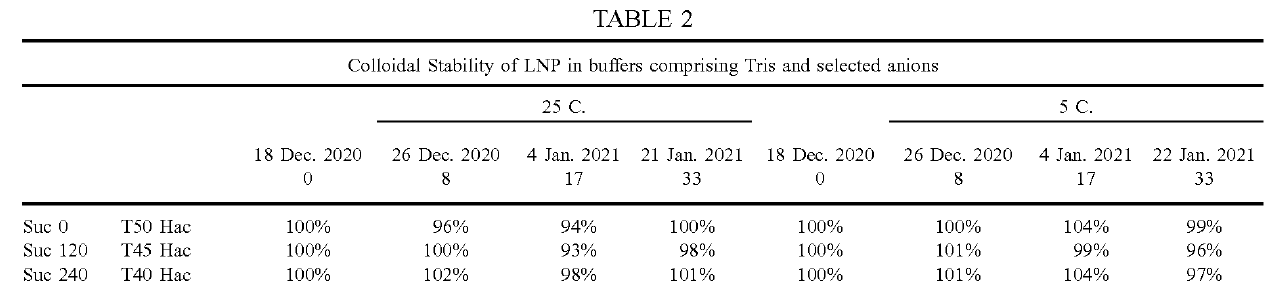 TABLE 2
Colloidal Stability of LNP in buffers comprising Tris and selected anions
25 C. 5 C.
18 Dec. 2020 26 Dec. 2020 4 Jan. 2021 21 Jan. 2021 18 Dec. 2020 26 Dec. 2020 4 Jan. 2021 22 Jan. 2021
0 8 17 33 0 8 17 33
Suc 0 T50 Hac 100% 96% 94% 100% 100% 100% 104% 99%
Suc 120 T45 Hac 100% 100% 93% 98% 100% 101% 99% 96%
Suc 240 T40 Hac 100% 102% 98% 101% 100% 101% 104% 97%